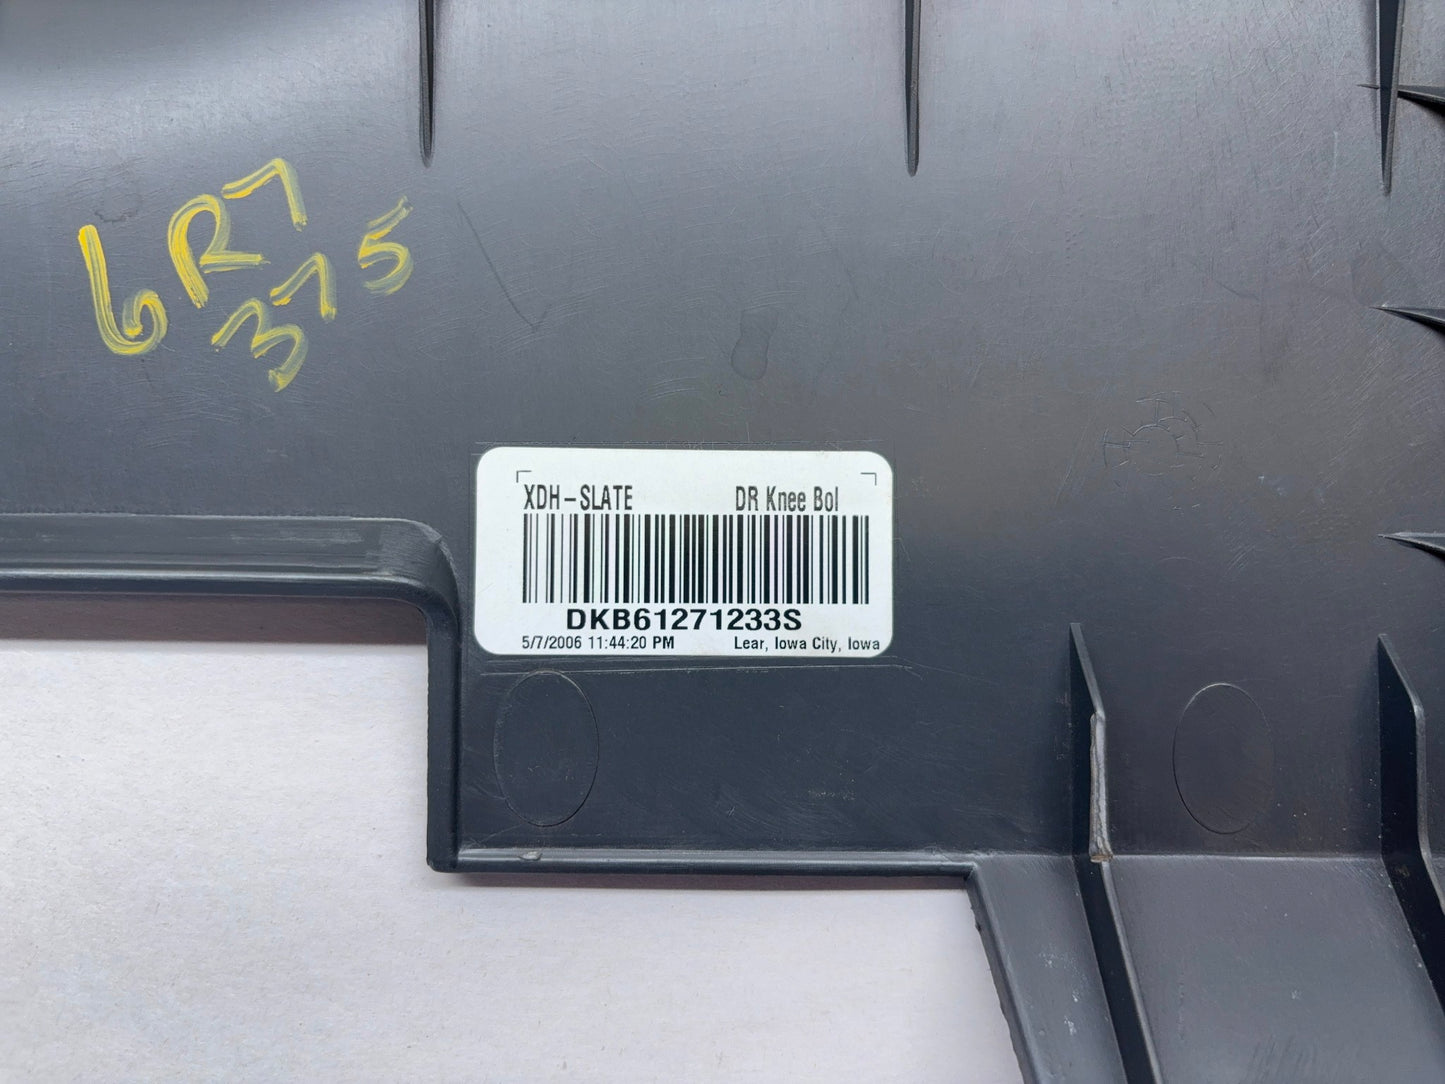 6R7
375
XDH-SLATE DR Knee Bol
DKB61271233S
5/7/2006 11:44:20 PM Lear, Iowa City, Iowa